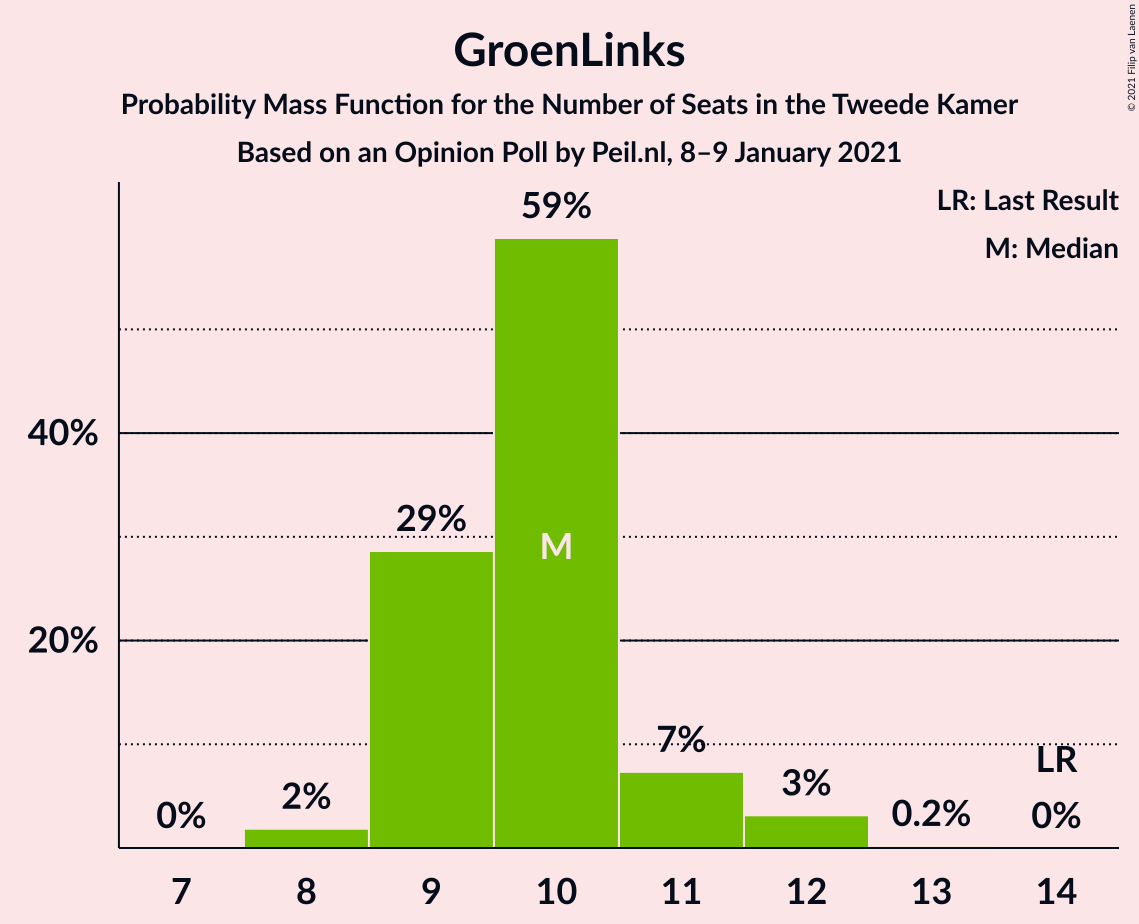 GroenLinks
Probability Mass Function for the Number of Seats in the Tweede Kamer
Based on an Opinion Poll by Peil.nl, 8–9 January 2021
© 2021 Filip van Laenen
LR: Last Result
M: Median
59%
40%
29%
M
20%
7%
LR
2%
3%
0%
0.2%
0%
7 8 9 10 11 12 13 14